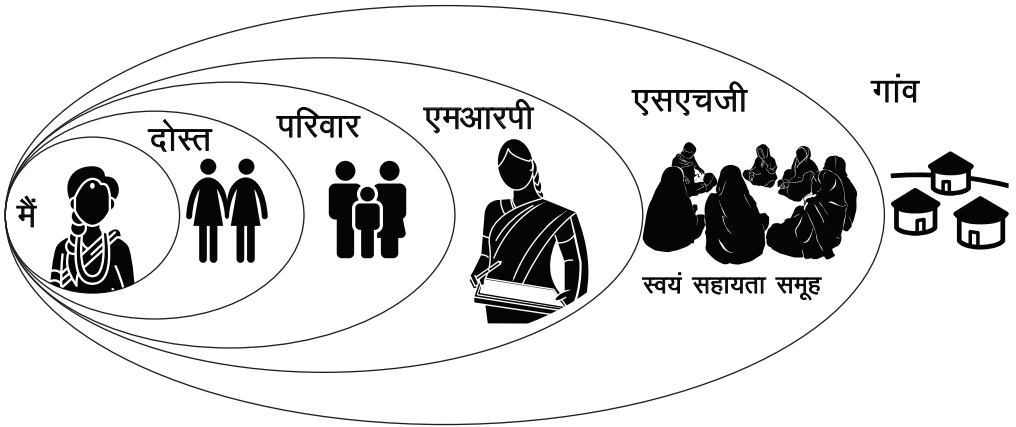 मैं
दोस्त
परिवार
एमआरपी
एसएचजी
स्वयं सहायता समूह
गांव